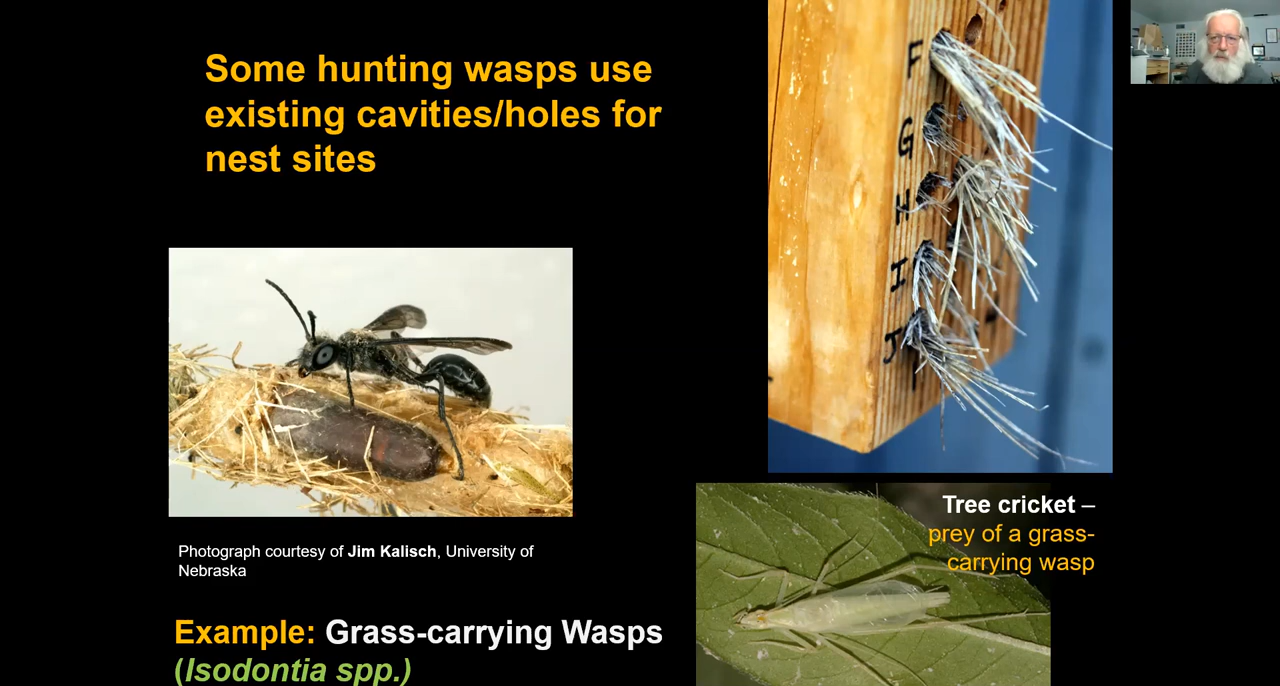 Some hunting wasps use
existing cavities/holes for
nest sites
F
G
H
I
J
Photograph courtesy of Jim Kalisch, University of
Nebraska
Tree cricket –
prey of a grass-
carrying wasp
Example: Grass-carrying Wasps
(Isodontia spp.)